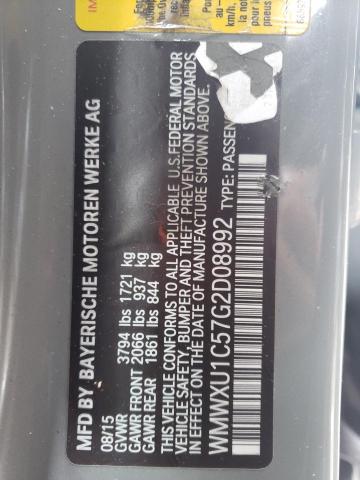 MFD BY BAYERISCHE MOTOREN WERKE AG
08/15
GVWR 3794 lbs 1721 kg
GAWR FRONT 2066 lbs 937 kg
GAWR REAR 1861 lbs 844 kg
THIS VEHICLE CONFORMS TO ALL APPLICABLE U.S. FEDERAL MOTOR
VEHICLE SAFETY, BUMPER AND THEFT PREVENTION STANDARDS
IN EFFECT ON THE DATE OF MANUFACTURE SHOWN ABOVE.
WMWXU1C57G2D08992 TYPE: PASSEN